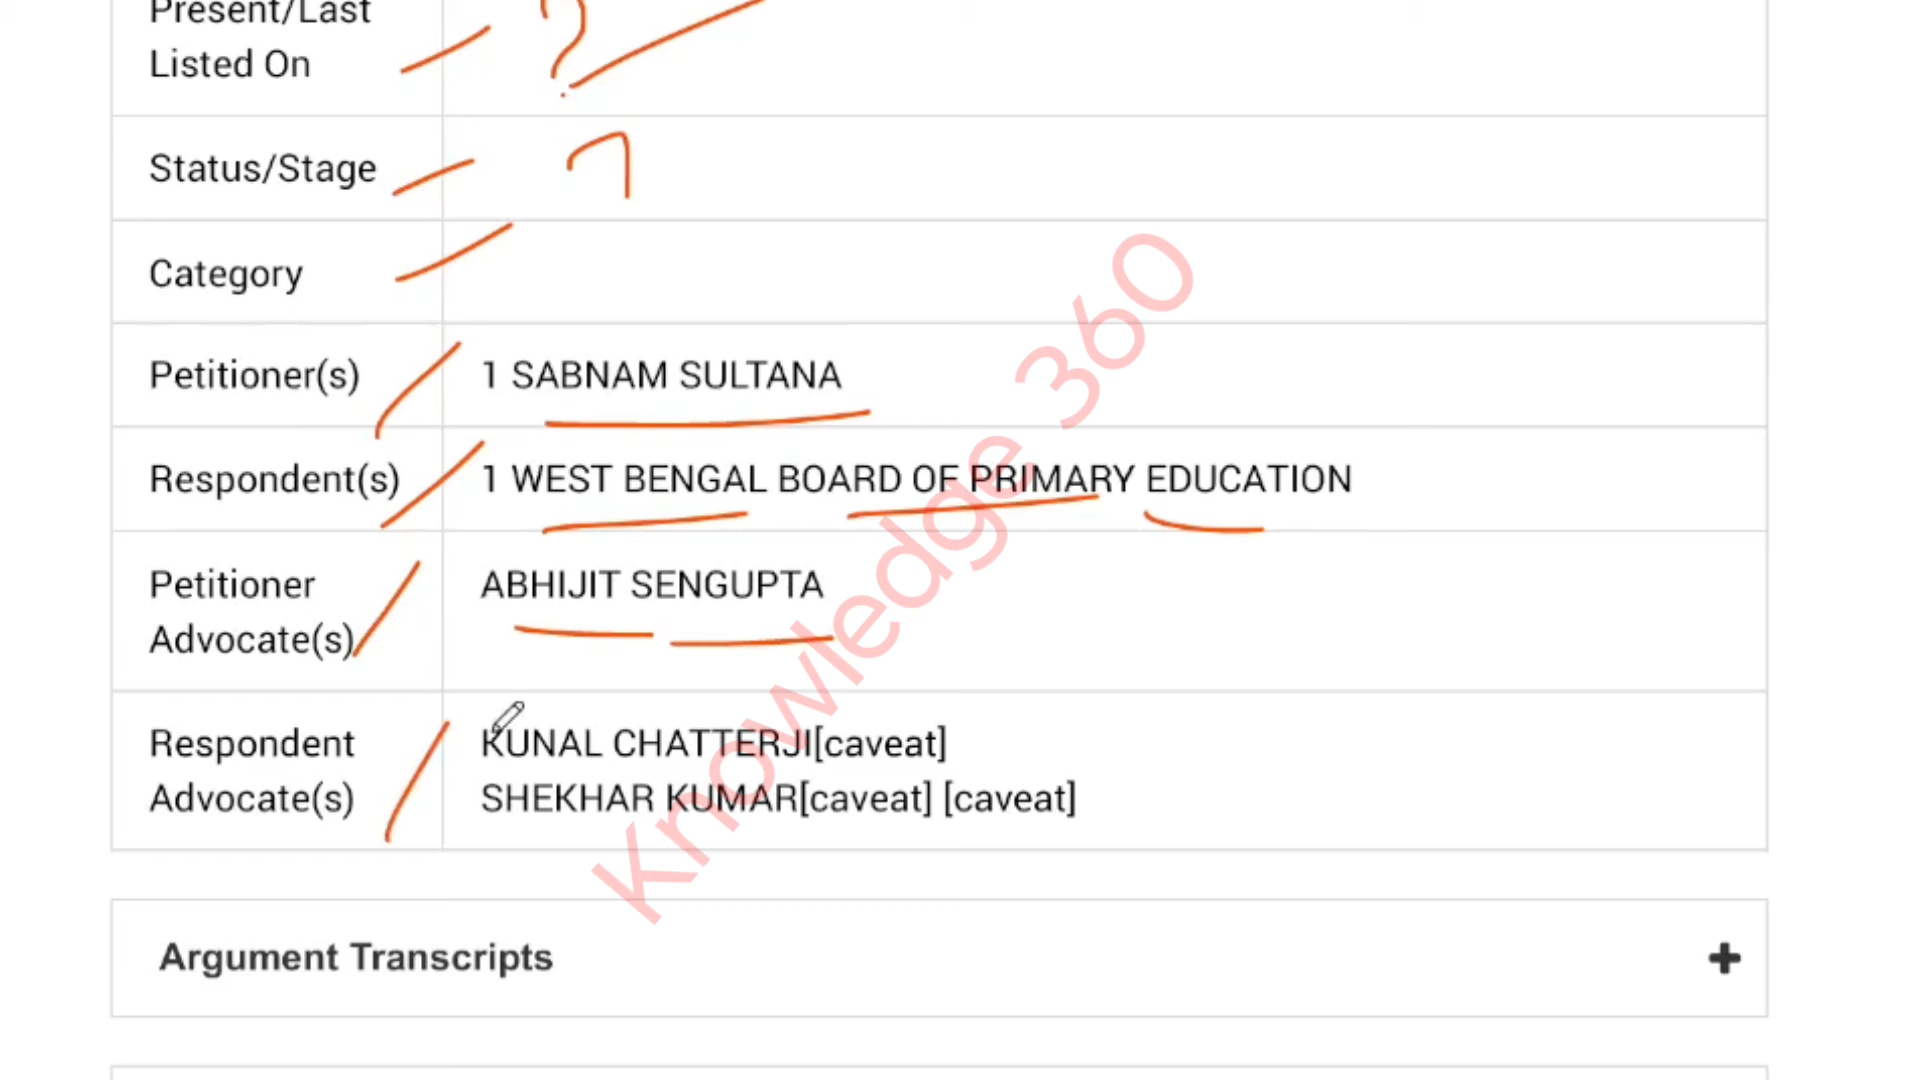 Present/Last
Listed On
?
Status/Stage
Category
Petitioner(s)
1 SABNAM SULTANA
Respondent(s)
1 WEST BENGAL BOARD OF PRIMARY EDUCATION
Petitioner
Advocate(s)
ABHIJIT SENGUPTA
Respondent
Advocate(s)
KUNAL CHATTERJI[caveat]
SHEKHAR KUMAR[caveat] [caveat]
Knowledge 360
Argument Transcripts